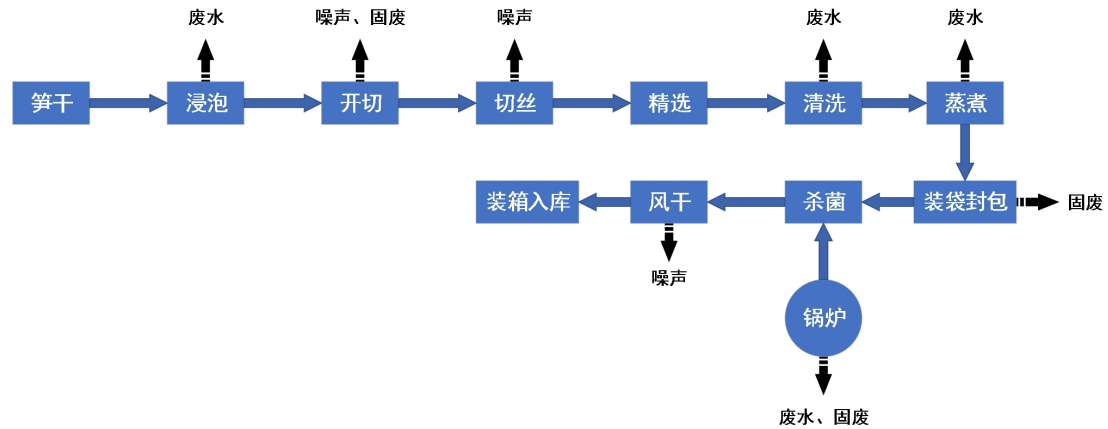 废水
噪声、固废
噪声
废水
废水
笋干
浸泡
开切
切丝
精选
清洗
蒸煮
装箱入库
风干
杀菌
装袋封包
固废
噪声
锅炉
废水、固废